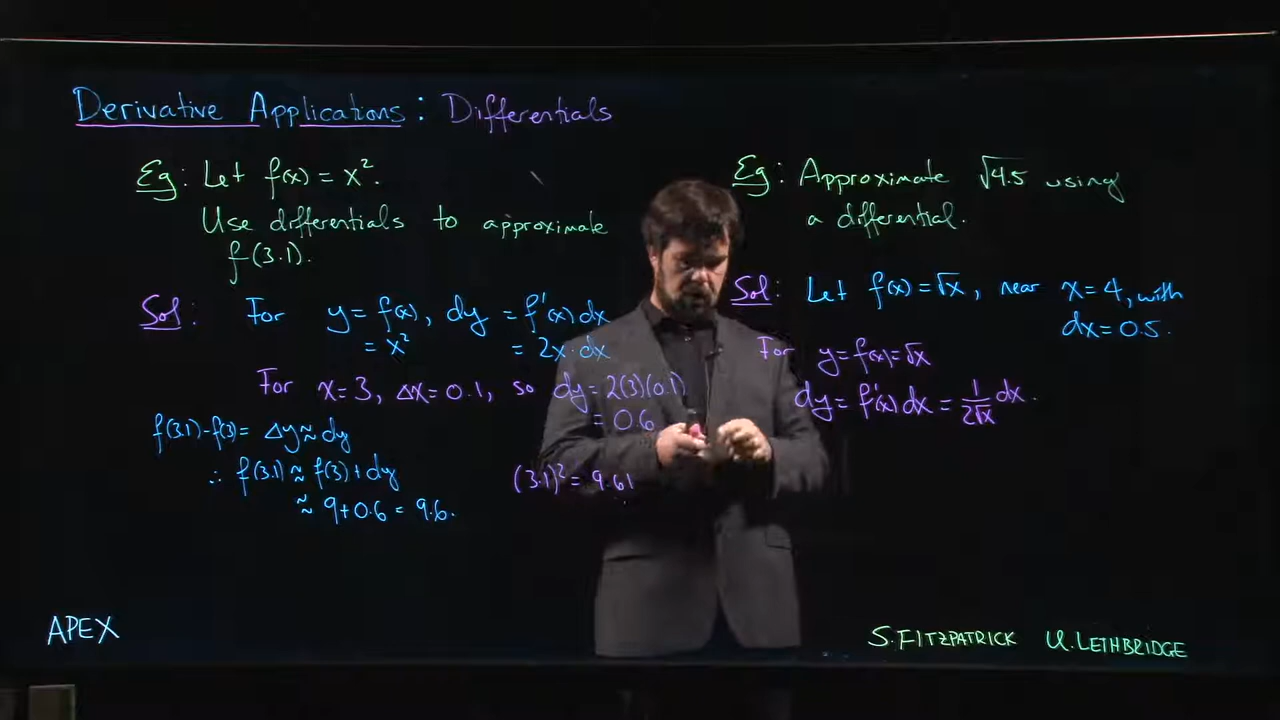 Derivative Applications: Differentials
Eg: Let f(x) = x².
Use differentials to approximate
f(3.1).
Sol: For y = f(x), dy = f'(x) dx
= x² = 2x·dx
For x=3, Δx=0.1, so dy = 2(3)(0.1)
= 0.6
f(3.1)-f(3) = Δy ≈ dy
∴ f(3.1) ≈ f(3) + dy
≈ 9+0.6 = 9.6.
(3.1)² = 9.61
Eg: Approximate √4.5 using
a differential.
Sol: Let f(x) = √x, near x=4, with
dx = 0.5.
For y = f(x) = √x
dy = f'(x) dx = 1/(2√x) dx.
APEX
S. FITZPATRICK U. LETHBRIDGE